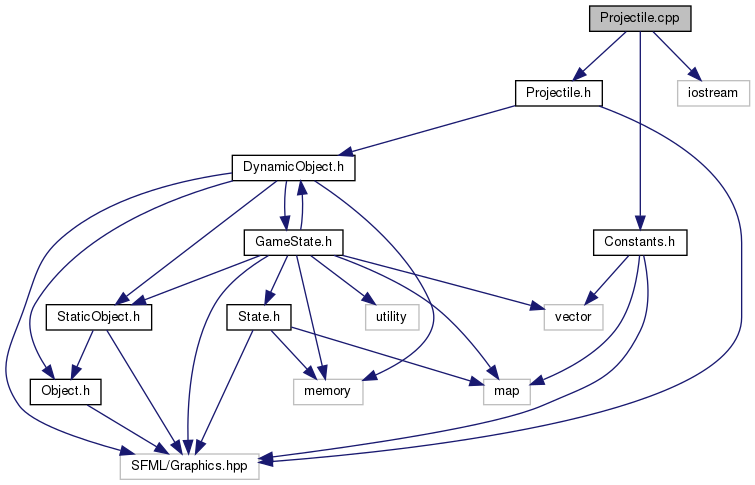 Projectile.cpp
Projectile.h
iostream
DynamicObject.h
GameState.h
Constants.h
StaticObject.h
State.h
utility
vector
Object.h
memory
map
SFML/Graphics.hpp